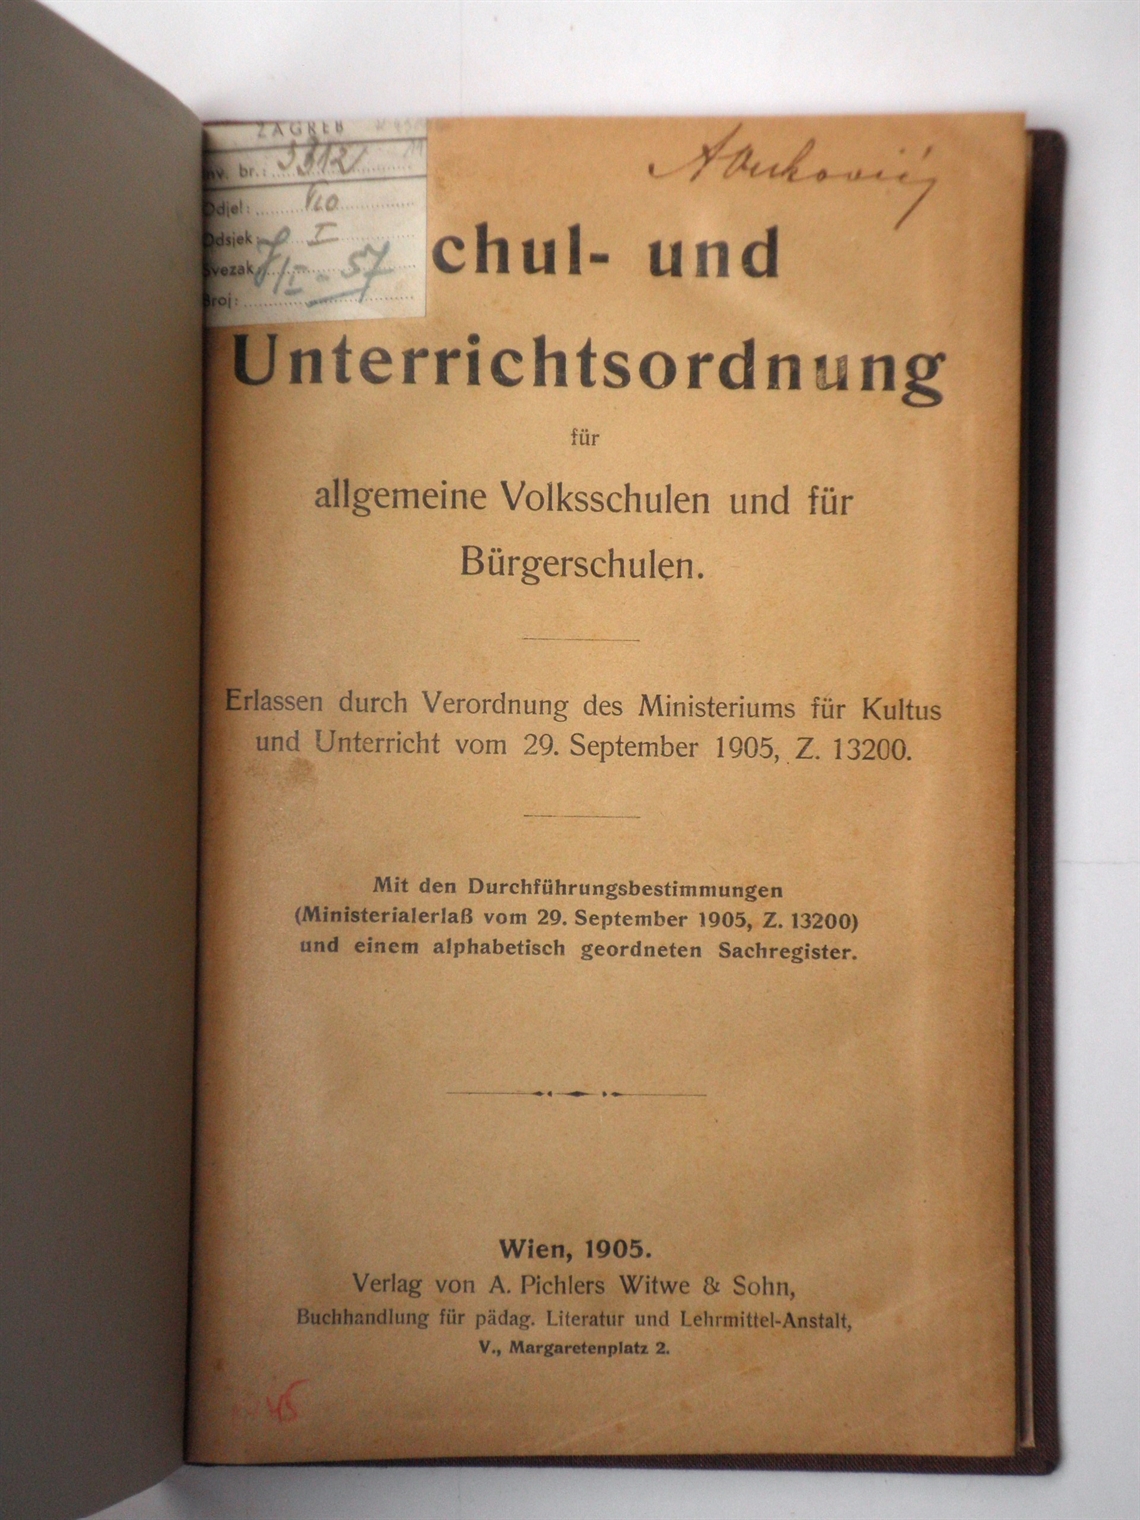 ZAGREB
Inv. br.: 3312
Odjel: VIa
Odsjek: I
Svezak
Broj:
chul- und
Unterrichtsordnung
für
allgemeine Volksschulen und für
Bürgerschulen.
Erlassen durch Verordnung des Ministeriums für Kultus
und Unterricht vom 29. September 1905, Z. 13200.
Mit den Durchführungsbestimmungen
(Ministerialerlaß vom 29. September 1905, Z. 13200)
und einem alphabetisch geordneten Sachregister.
Wien, 1905.
Verlag von A. Pichlers Witwe & Sohn,
Buchhandlung für pädag. Literatur und Lehrmittel-Anstalt,
V., Margaretenplatz 2.